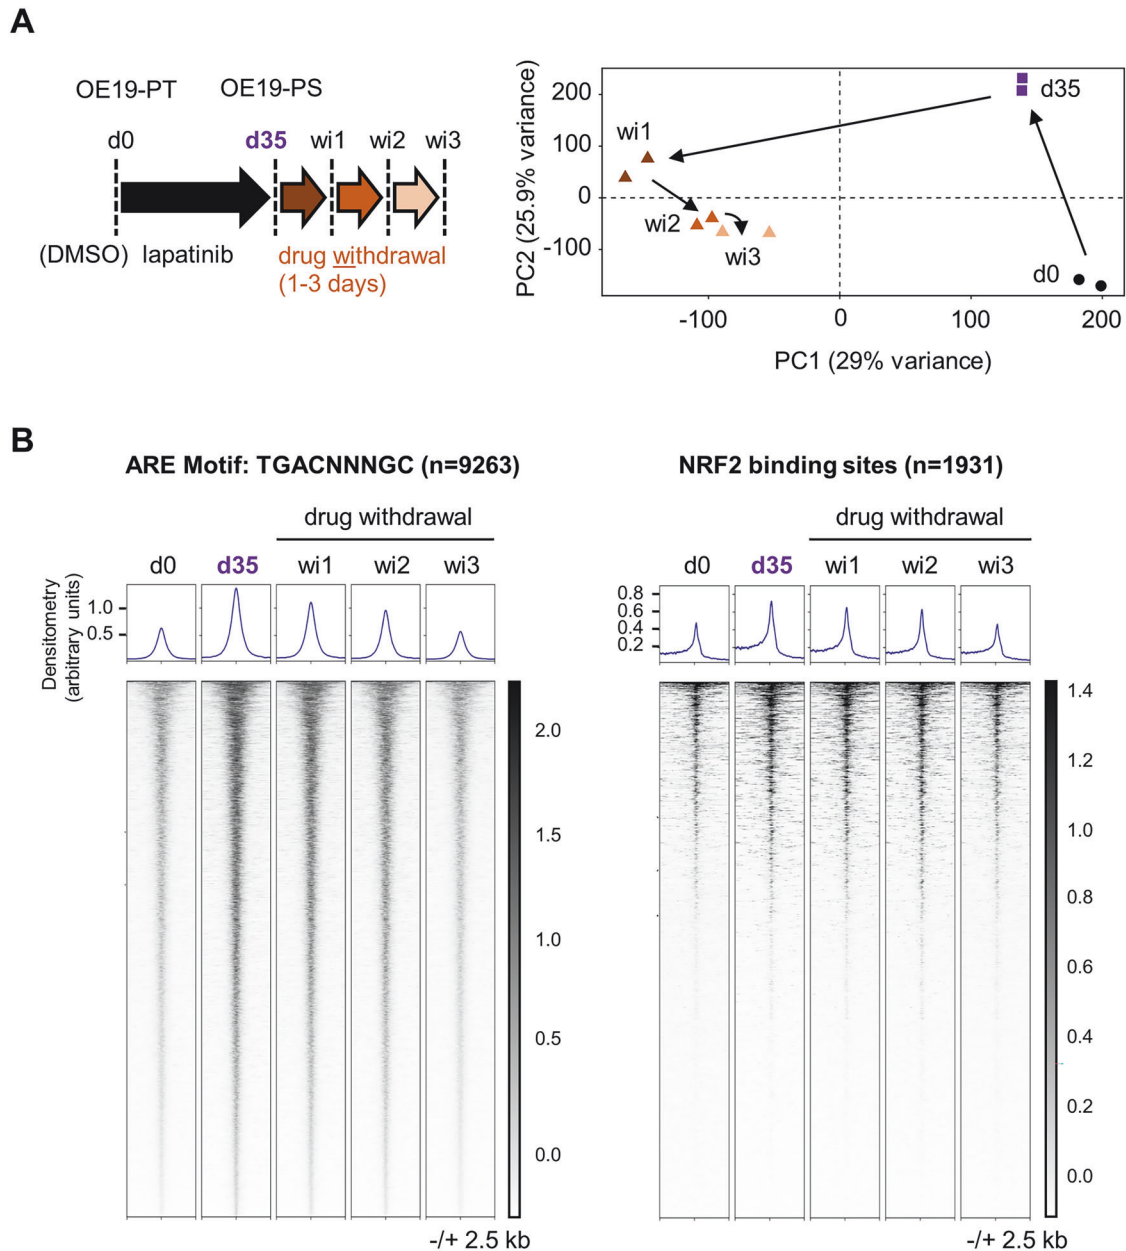 A
OE19-PT OE19-PS
d0 d35 wi1 wi2 wi3
(DMSO) lapatinib drug withdrawal
(1-3 days)
PC2 (25.9% variance)
200
100
0
-100
wi1
wi2
wi3
d35
d0
-100 0 100 200
PC1 (29% variance)
B
ARE Motif: TGACNNNGC (n=9263)
drug withdrawal
d0 d35 wi1 wi2 wi3
Densitometry
(arbitrary units)
1.0
0.5
2.0
1.5
1.0
0.5
0.0
-/+ 2.5 kb
NRF2 binding sites (n=1931)
drug withdrawal
d0 d35 wi1 wi2 wi3
0.8
0.6
0.4
0.2
1.4
1.2
1.0
0.8
0.6
0.4
0.2
0.0
-/+ 2.5 kb